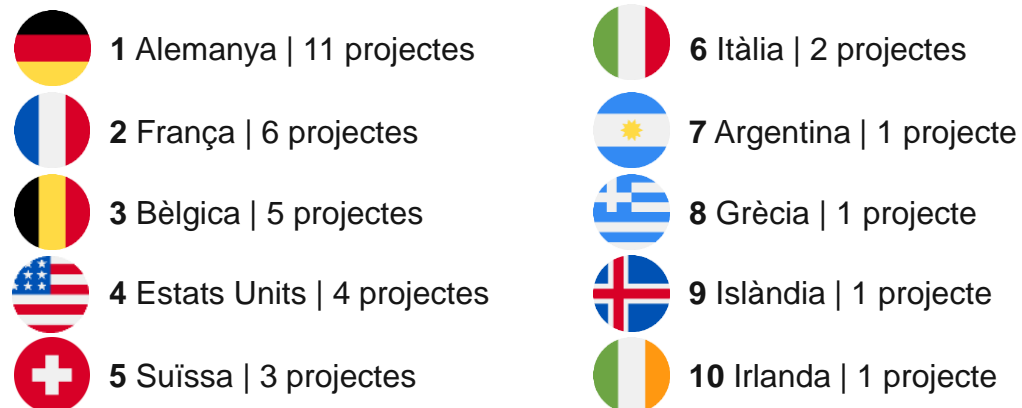 1 Alemanya | 11 projectes
2 França | 6 projectes
3 Bèlgica | 5 projectes
4 Estats Units | 4 projectes
5 Suïssa | 3 projectes
6 Itàlia | 2 projectes
7 Argentina | 1 projecte
8 Grècia | 1 projecte
9 Islàndia | 1 projecte
10 Irlanda | 1 projecte